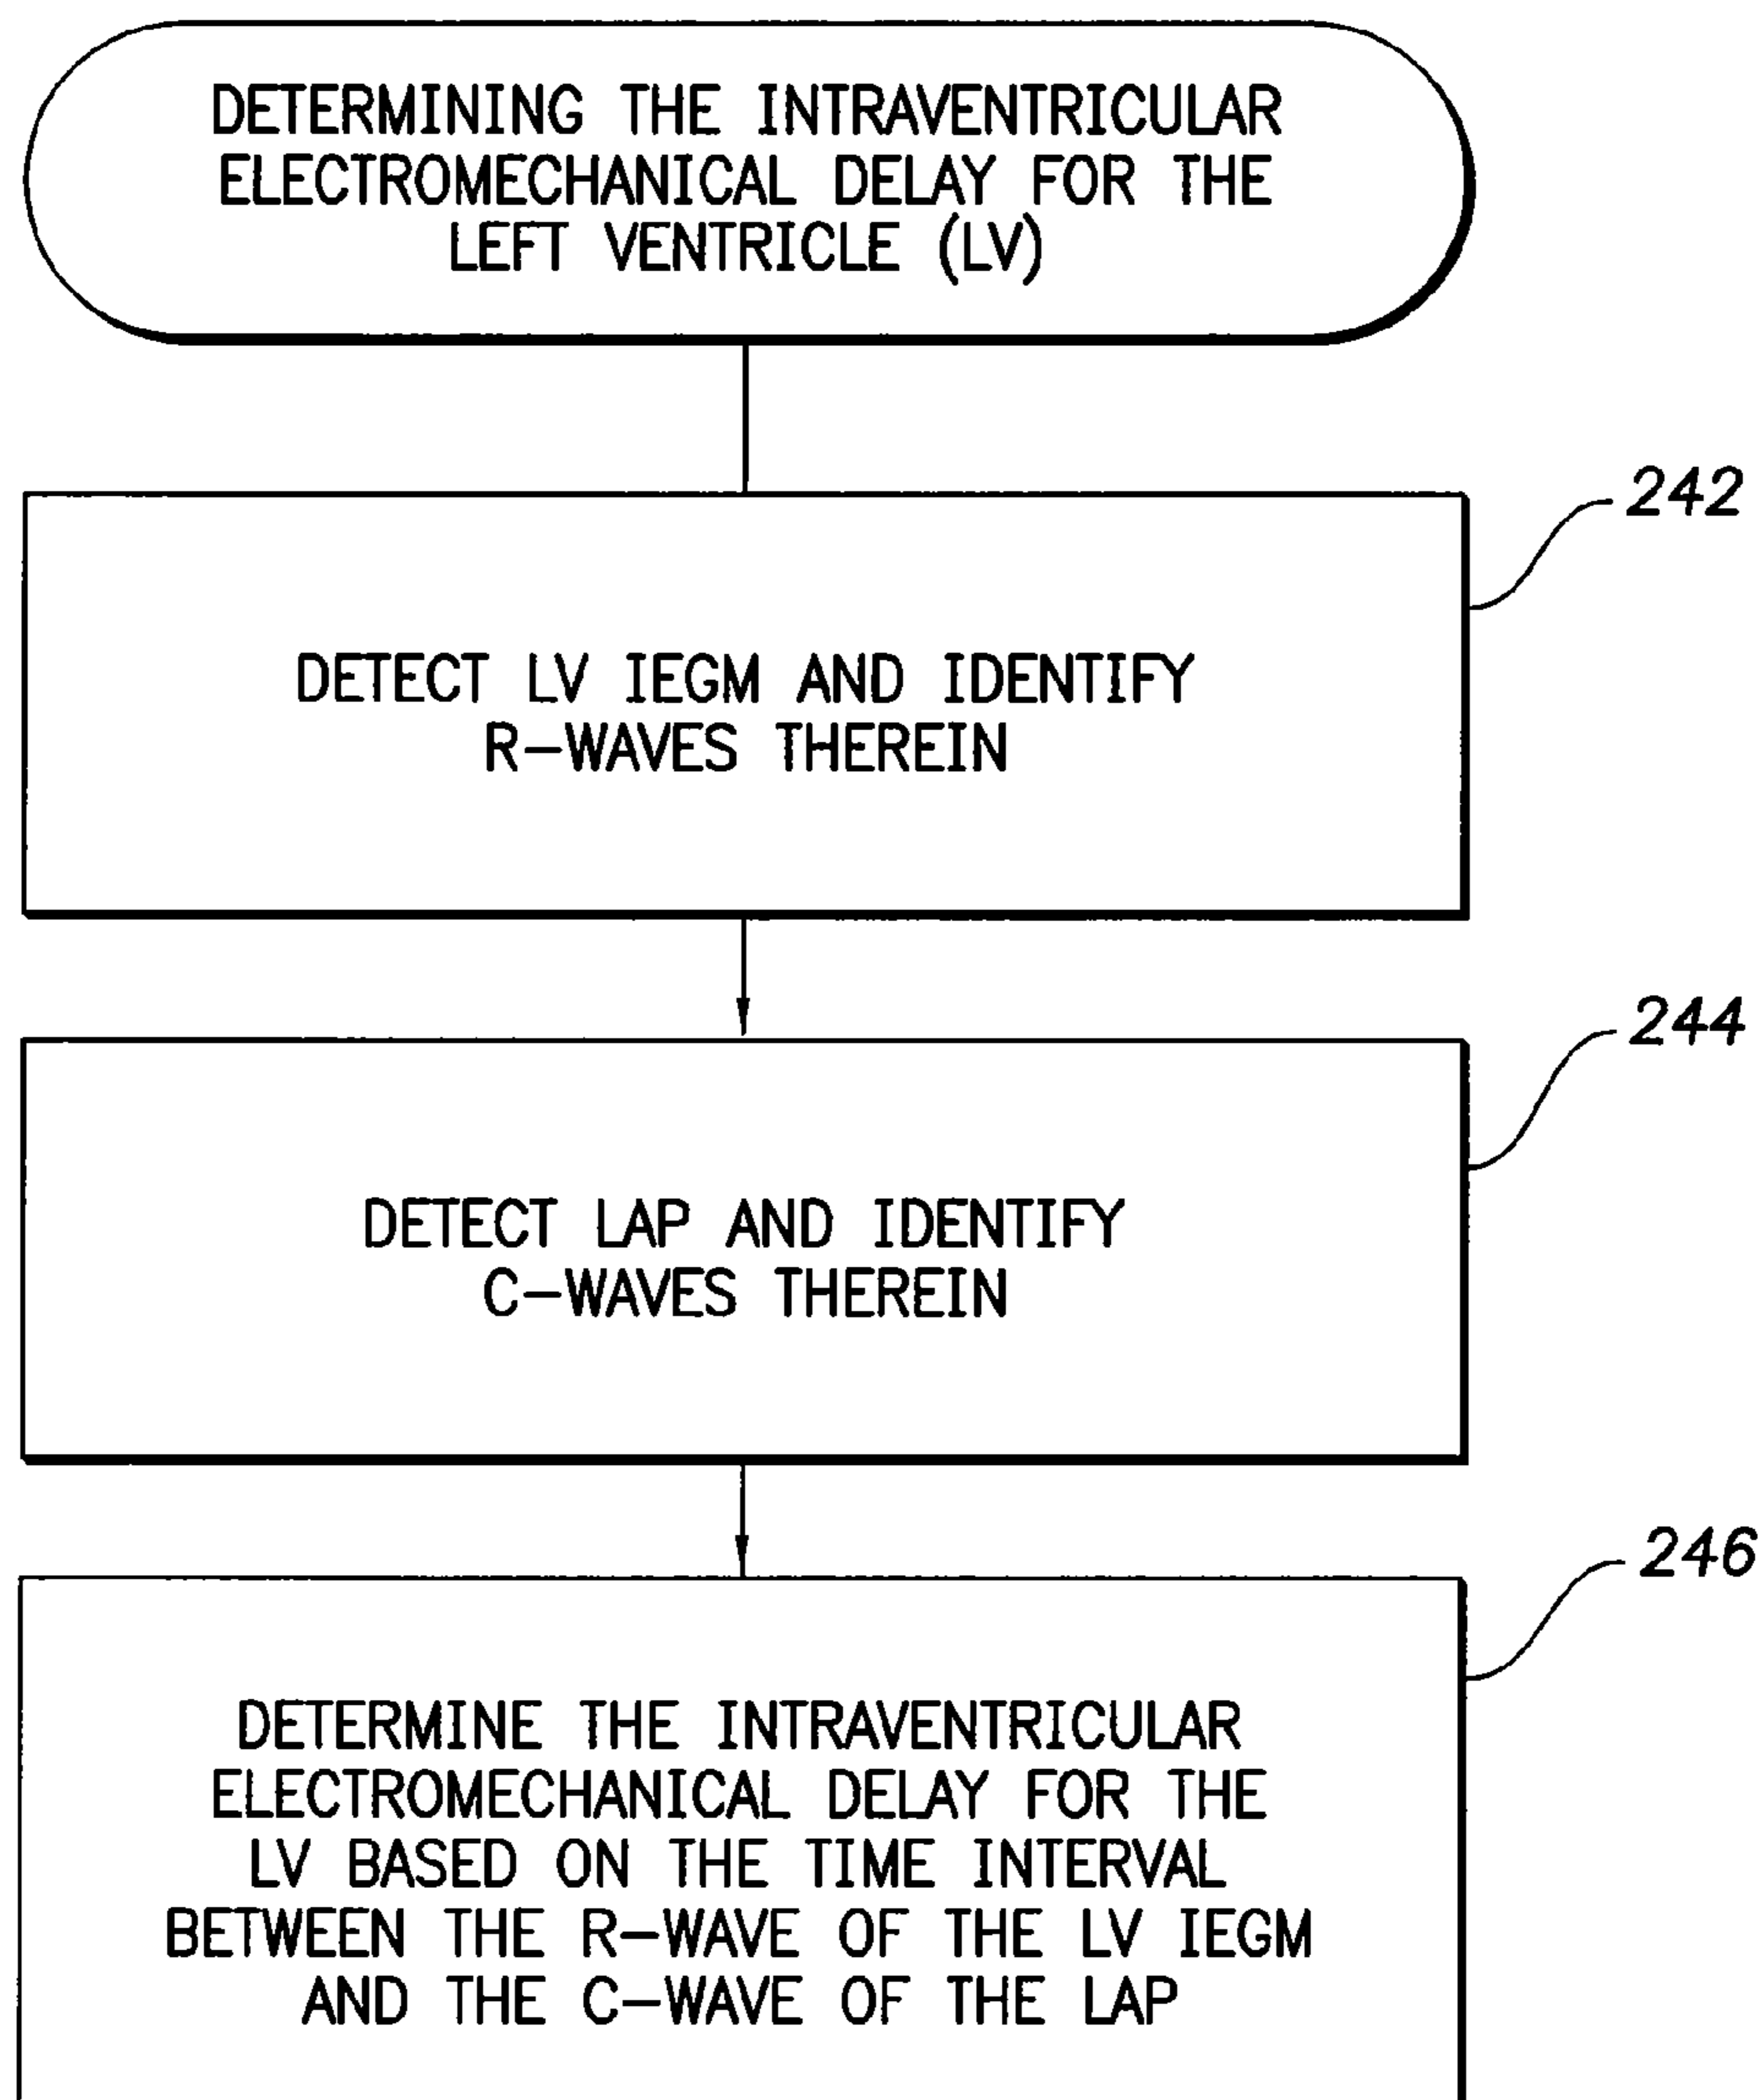 DETERMINING THE INTRAVENTRICULAR
ELECTROMECHANICAL DELAY FOR THE
LEFT VENTRICLE (LV)
242
DETECT LV IEGM AND IDENTIFY
R-WAVES THEREIN
244
DETECT LAP AND IDENTIFY
C-WAVES THEREIN
246
DETERMINE THE INTRAVENTRICULAR
ELECTROMECHANICAL DELAY FOR THE
LV BASED ON THE TIME INTERVAL
BETWEEN THE R-WAVE OF THE LV IEGM
AND THE C-WAVE OF THE LAP